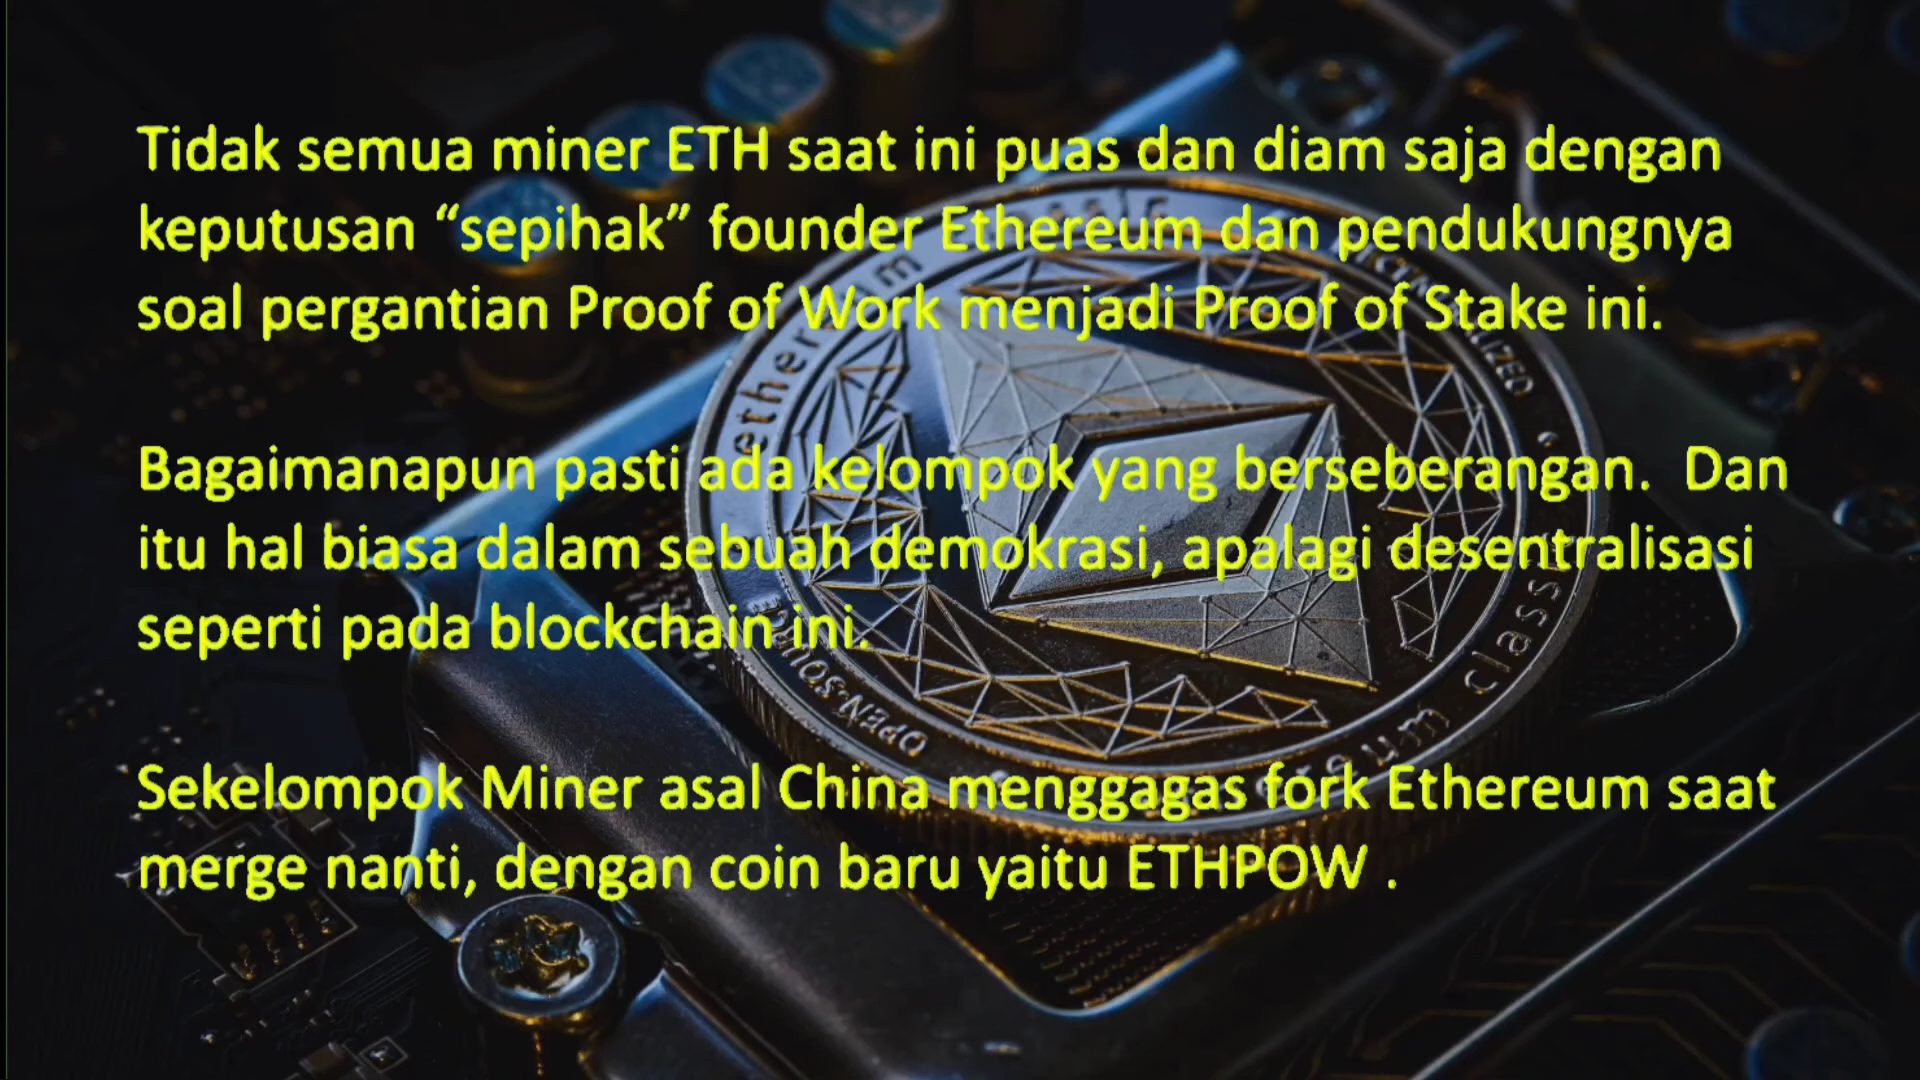 Tidak semua miner ETH saat ini puas dan diam saja dengan
keputusan “sepihak” founder Ethereum dan pendukungnya
soal pergantian Proof of Work menjadi Proof of Stake ini.
Bagaimanapun pasti ada kelompok yang berseberangan. Dan
itu hal biasa dalam sebuah demokrasi, apalagi desentralisasi
seperti pada blockchain ini.
Sekelompok Miner asal China menggagas fork Ethereum saat
merge nanti, dengan coin baru yaitu ETHPOW .
OPEN-SOURCE
classic